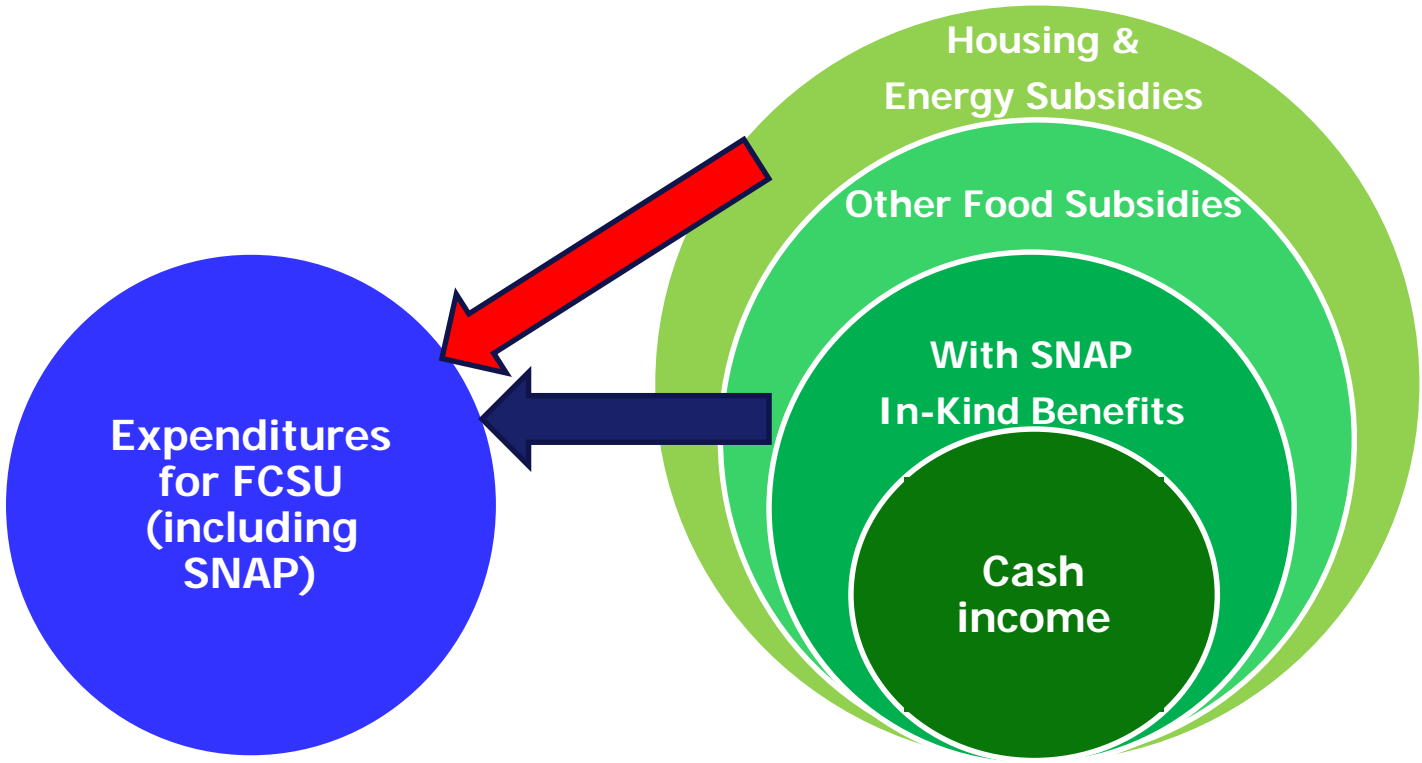 Housing &
Energy Subsidies
Other Food Subsidies
With SNAP
In-Kind Benefits
Cash
income
Expenditures
for FCSU
(including
SNAP)